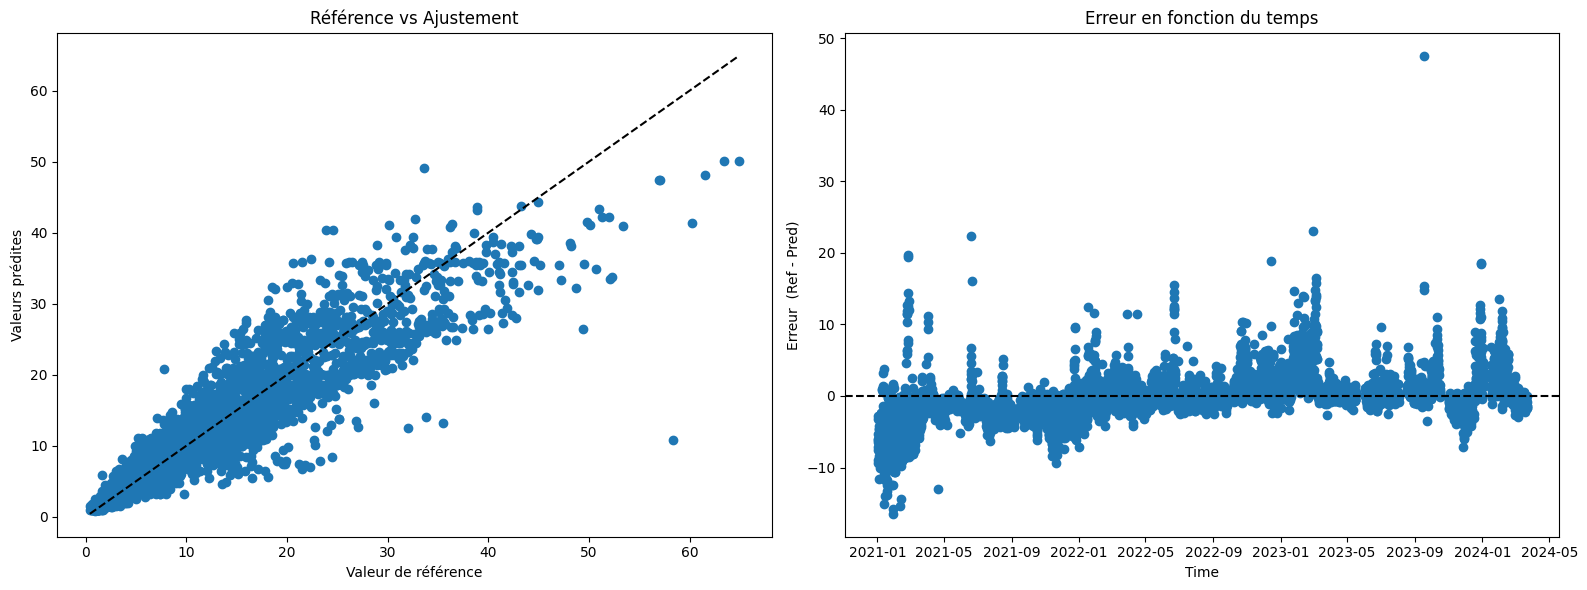 Référence vs Ajustement
Valeurs prédites
60
50
40
30
20
10
0
0 10 20 30 40 50 60
Valeur de référence
Erreur en fonction du temps
Erreur  (Ref - Pred)
50
40
30
20
10
0
−10
2021-01 2021-05 2021-09 2022-01 2022-05 2022-09 2023-01 2023-05 2023-09 2024-01 2024-05
Time